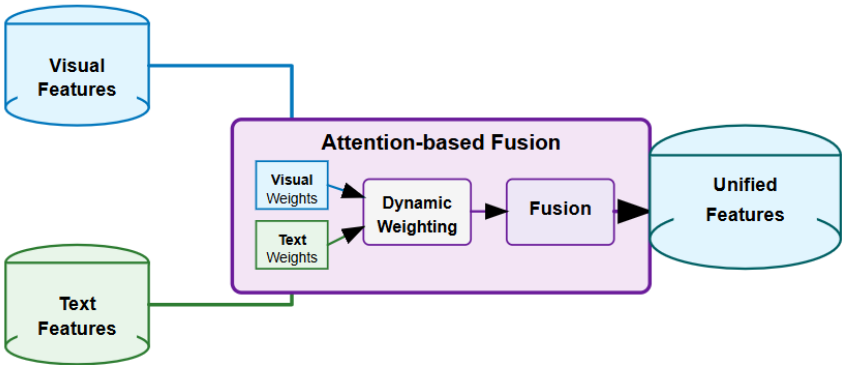 Visual
Features
Attention-based Fusion
Visual
Weights
Dynamic
Weighting
Fusion
Unified
Features
Text
Weights
Text
Features